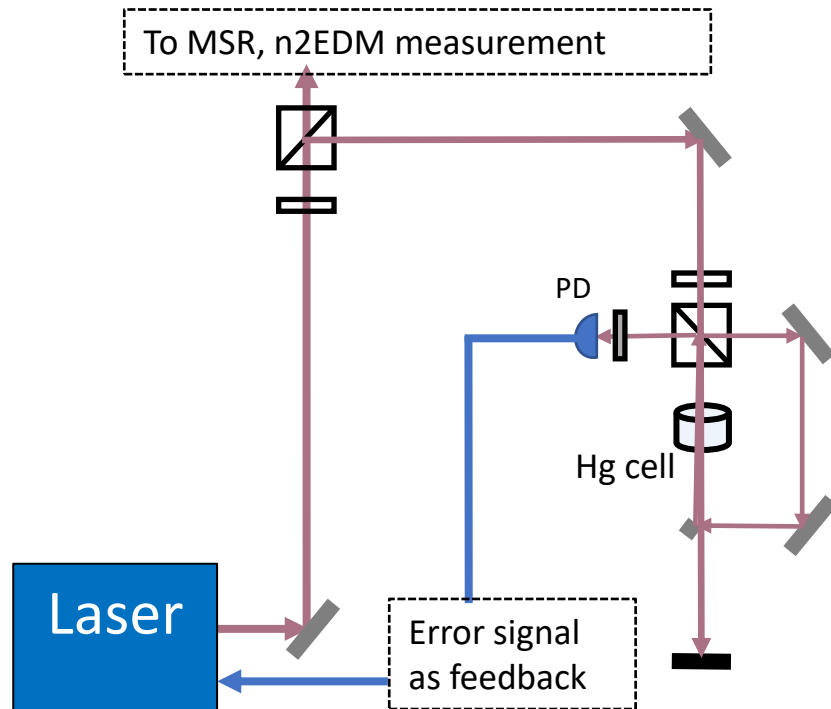 To MSR, n2EDM measurement
PD
Hg cell
Laser
Error signal
as feedback